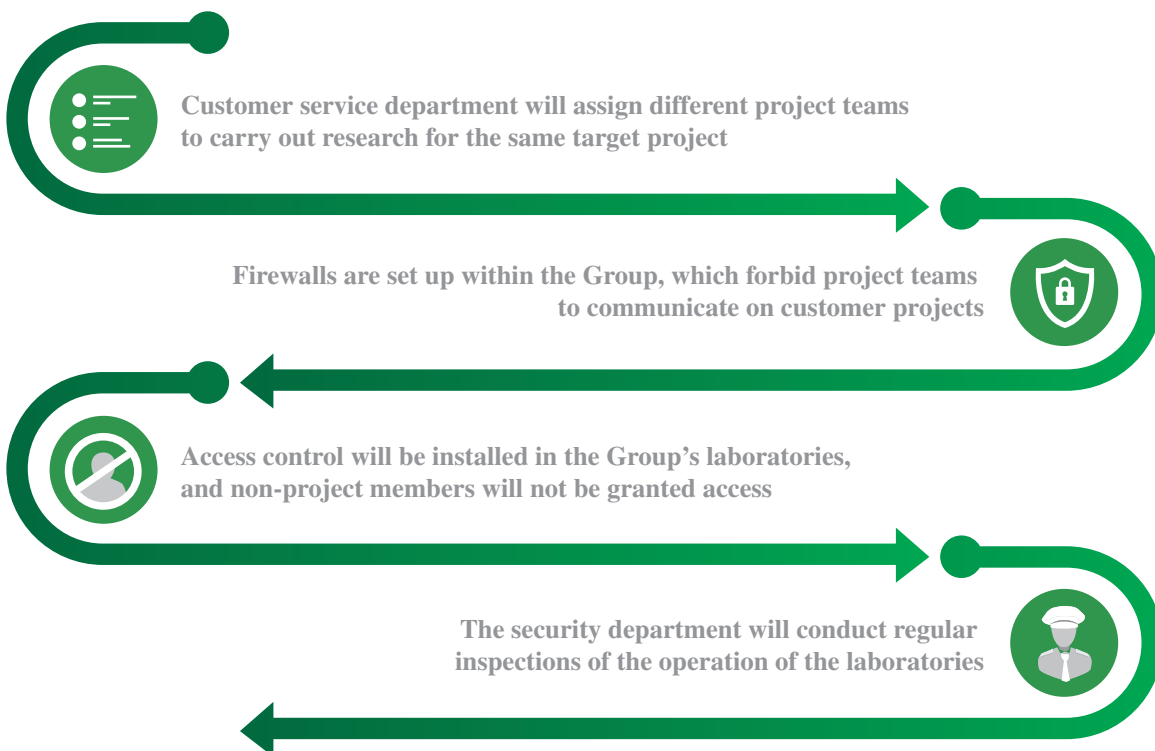 Customer service department will assign different project teams
to carry out research for the same target project
Firewalls are set up within the Group, which forbid project teams
to communicate on customer projects
Access control will be installed in the Group’s laboratories,
and non-project members will not be granted access
The security department will conduct regular
inspections of the operation of the laboratories